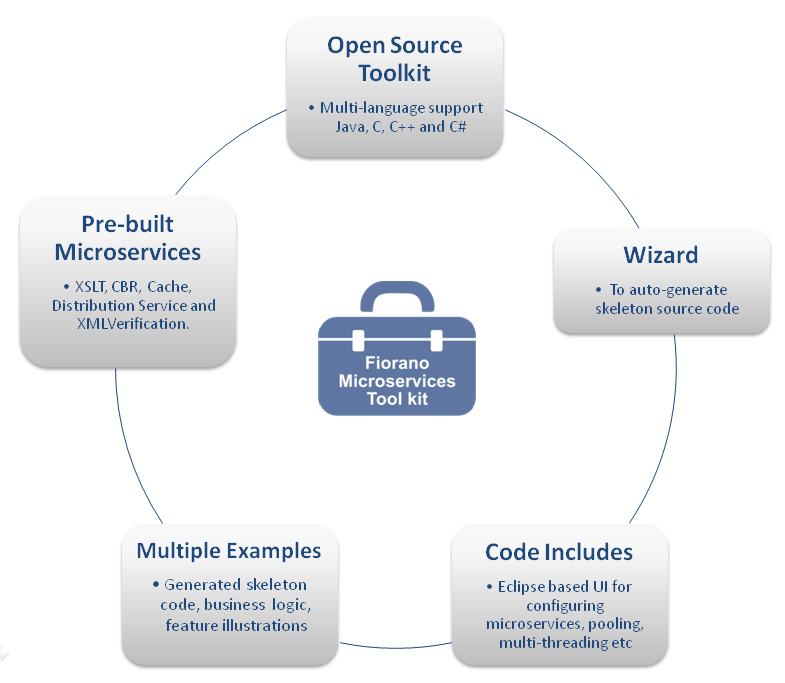 Open Source
Toolkit
• Multi-language support
Java, C, C++ and C#
Wizard
• To auto-generate
skeleton source code
Code Includes
• Eclipse based UI for
configuring
microservices, pooling,
multi-threading etc
Multiple Examples
• Generated skeleton
code, business logic,
feature illustrations
Pre-built
Microservices
• XSLT, CBR, Cache,
Distribution Service and
XMLVerification.
Fiorano
Microservices
Tool kit